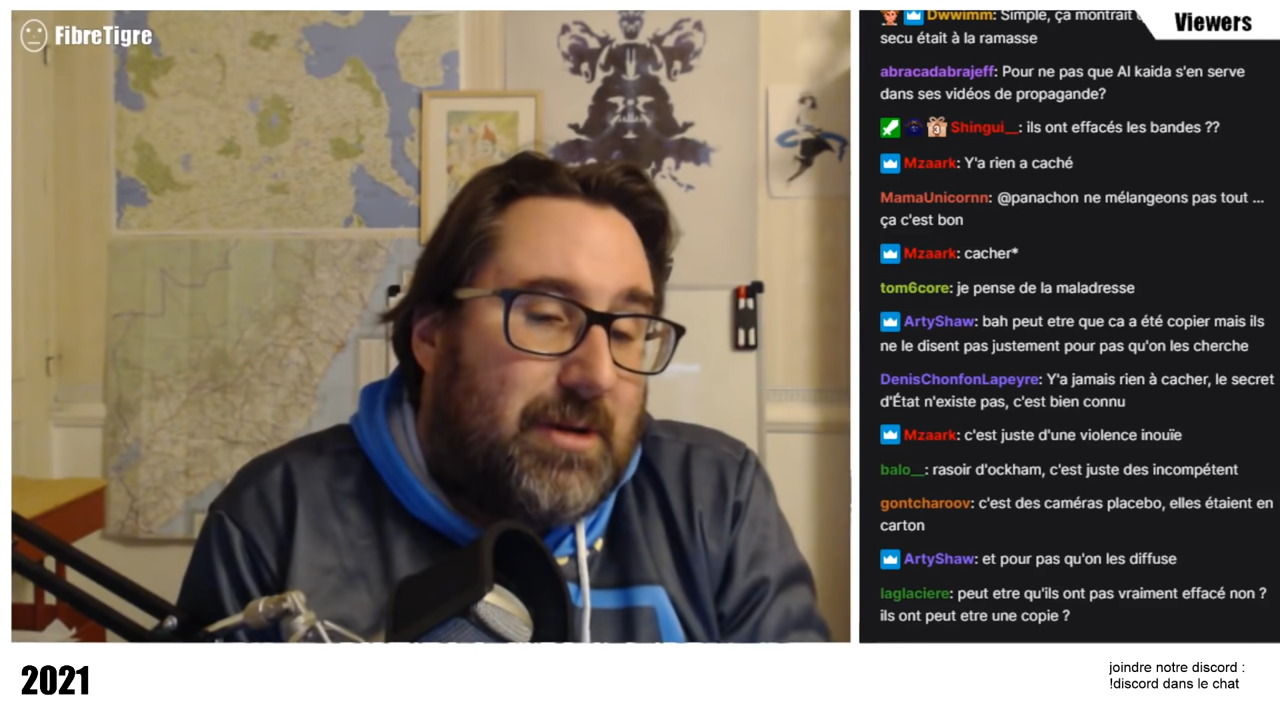 FibreTigre
Viewers
Dwwimm: Simple, ça montrait
secu était à la ramasse
abracadabrajeff: Pour ne pas que Al kaida s'en serve
dans ses vidéos de propagande?
3 Shingui__: ils ont effacés les bandes ??
Mzaark: Y'a rien a caché
MamaUnicornn: @panachon ne mélangeons pas tout ...
ça c'est bon
Mzaark: cacher*
tom6core: je pense de la maladresse
ArtyShaw: bah peut etre que ca a été copier mais ils
ne le disent pas justement pour pas qu'on les cherche
DenisChonfonLapeyre: Y'a jamais rien à cacher, le secret
d'État n'existe pas, c'est bien connu
Mzaark: c'est juste d'une violence inouïe
balo__: rasoir d'ockham, c'est juste des incompétent
gontcharoov: c'est des caméras placebo, elles étaient en
carton
ArtyShaw: et pour pas qu'on les diffuse
laglaciere: peut etre qu'ils ont pas vraiment effacé non ?
ils ont peut etre une copie ?
2021
joindre notre discord :
!discord dans le chat